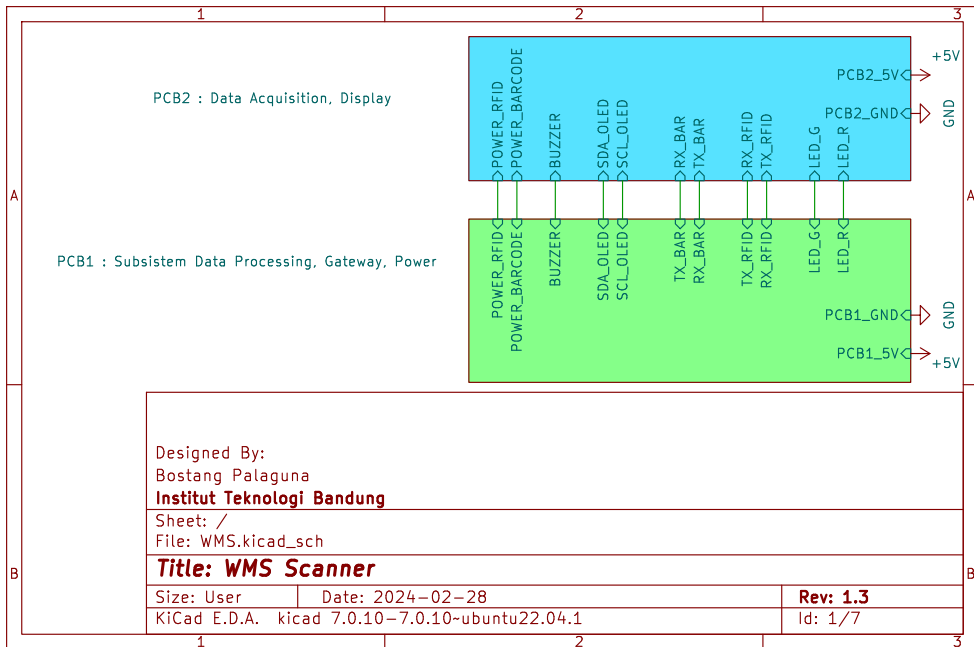 1 2 3
PCB2 : Data Acquisition, Display
POWER_RFID
POWER_BARCODE
BUZZER
SDA_OLED
SCL_OLED
RX_BAR
TX_BAR
RX_RFID
TX_RFID
LED_G
LED_R
PCB2_5V
+5V
PCB2_GND
GND
A
A
PCB1 : Subsistem Data Processing, Gateway, Power
POWER_RFID
POWER_BARCODE
BUZZER
SDA_OLED
SCL_OLED
TX_BAR
RX_BAR
TX_RFID
RX_RFID
LED_G
LED_R
PCB1_GND
GND
PCB1_5V
+5V
Designed By:
Bostang Palaguna
Institut Teknologi Bandung
Sheet: /
File: WMS.kicad_sch
B
B
Title: WMS Scanner
Size: User Date: 2024-02-28 Rev: 1.3
KiCad E.D.A. kicad 7.0.10-7.0.10~ubuntu22.04.1 Id: 1/7
1 2 3